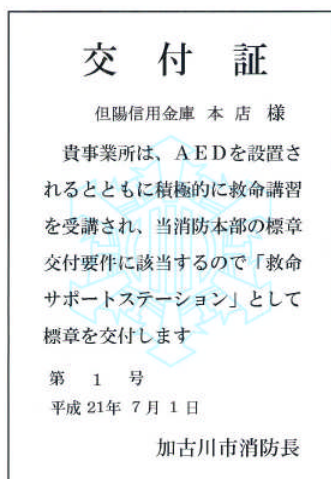 交付証
但陽信用金庫 本店 様
貴事業所は、AEDを設置さ
れるとともに積極的に救命講習
を受講され、当消防本部の標章
交付要件に該当するので「救命
サポートステーション」として
標章を交付します
第 1 号
平成 21年 7月 1日
加古川市消防長